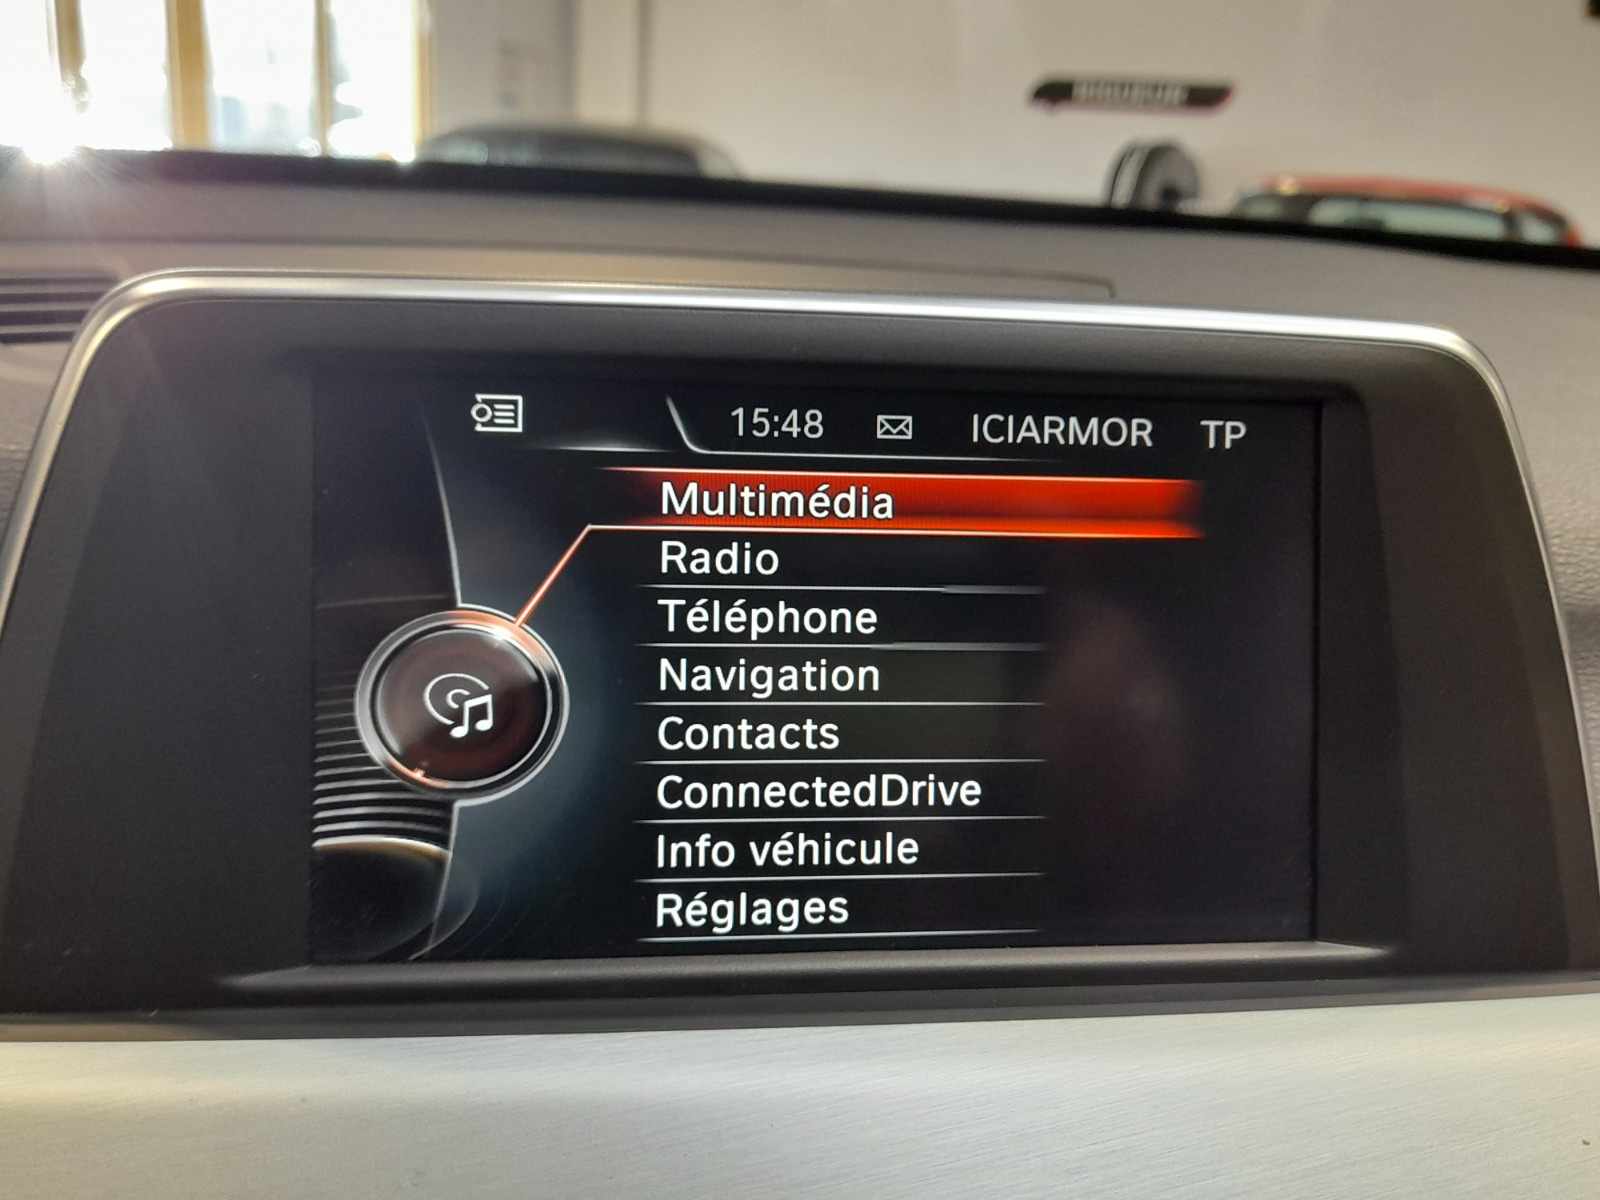 15:48 ICIARMOR TP
Multimédia
Radio
Téléphone
Navigation
Contacts
ConnectedDrive
Info véhicule
Réglages